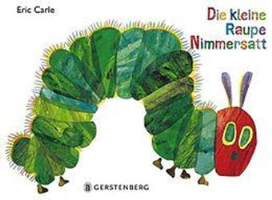 Eric Carle
Die kleine
Raupe
Nimmersatt
GERSTENBERG